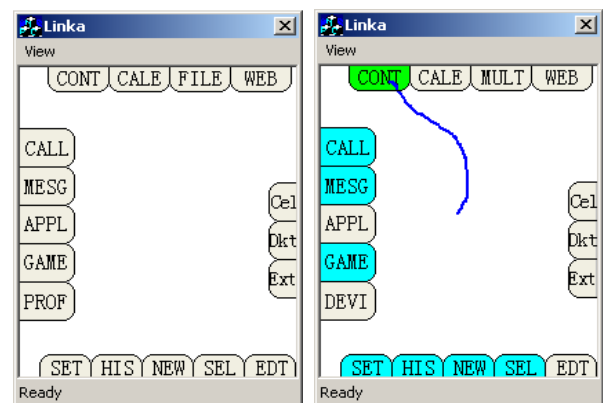 Linka
View
CONT CALE FILE WEB
CALL
MESG
APPL
GAME
PROF
Cel
Dkt
Ext
SET HIS NEW SEL EDT
Ready
Linka
View
CONT CALE MULT WEB
CALL
MESG
APPL
GAME
DEVI
Cel
Dkt
Ext
SET HIS NEW SEL EDT
Ready